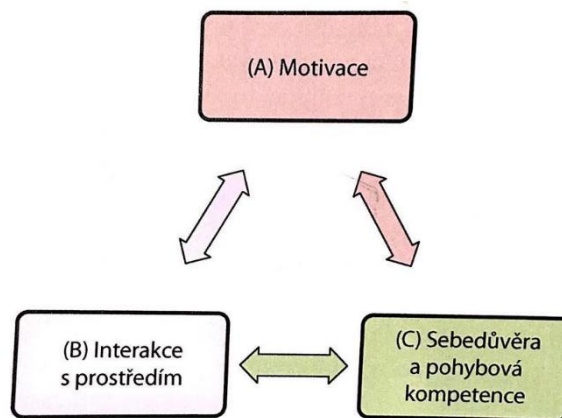 (A) Motivace
(B) Interakce
s prostředím
(C) Sebedůvěra
a pohybová
kompetence